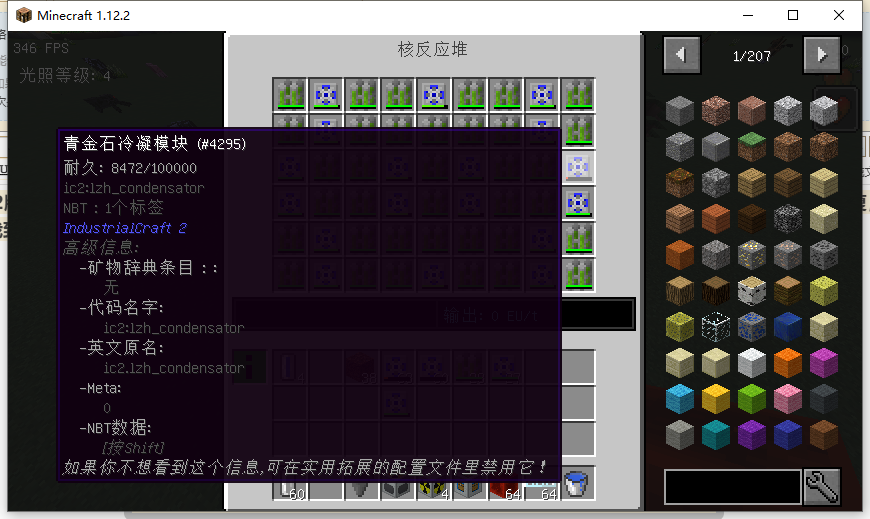 Minecraft 1.12.2
346 FPS
光照等级: 4
核反应堆
1/207
青金石冷凝模块 (#4295)
耐久: 8472/100000
ic2:lzh_condensator
NBT : 1个标签
IndustrialCraft 2
高级信息:
-矿物辞典条目 : :
无
-代码名字:
ic2:lzh_condensator
-英文原名:
ic2.lzh_condensator
-Meta:
0
-NBT数据:
[按Shift]
如果你不想看到这个信息,可在实用拓展的配置文件里禁用它!
输出: 0 EU/t
60
4
64
64